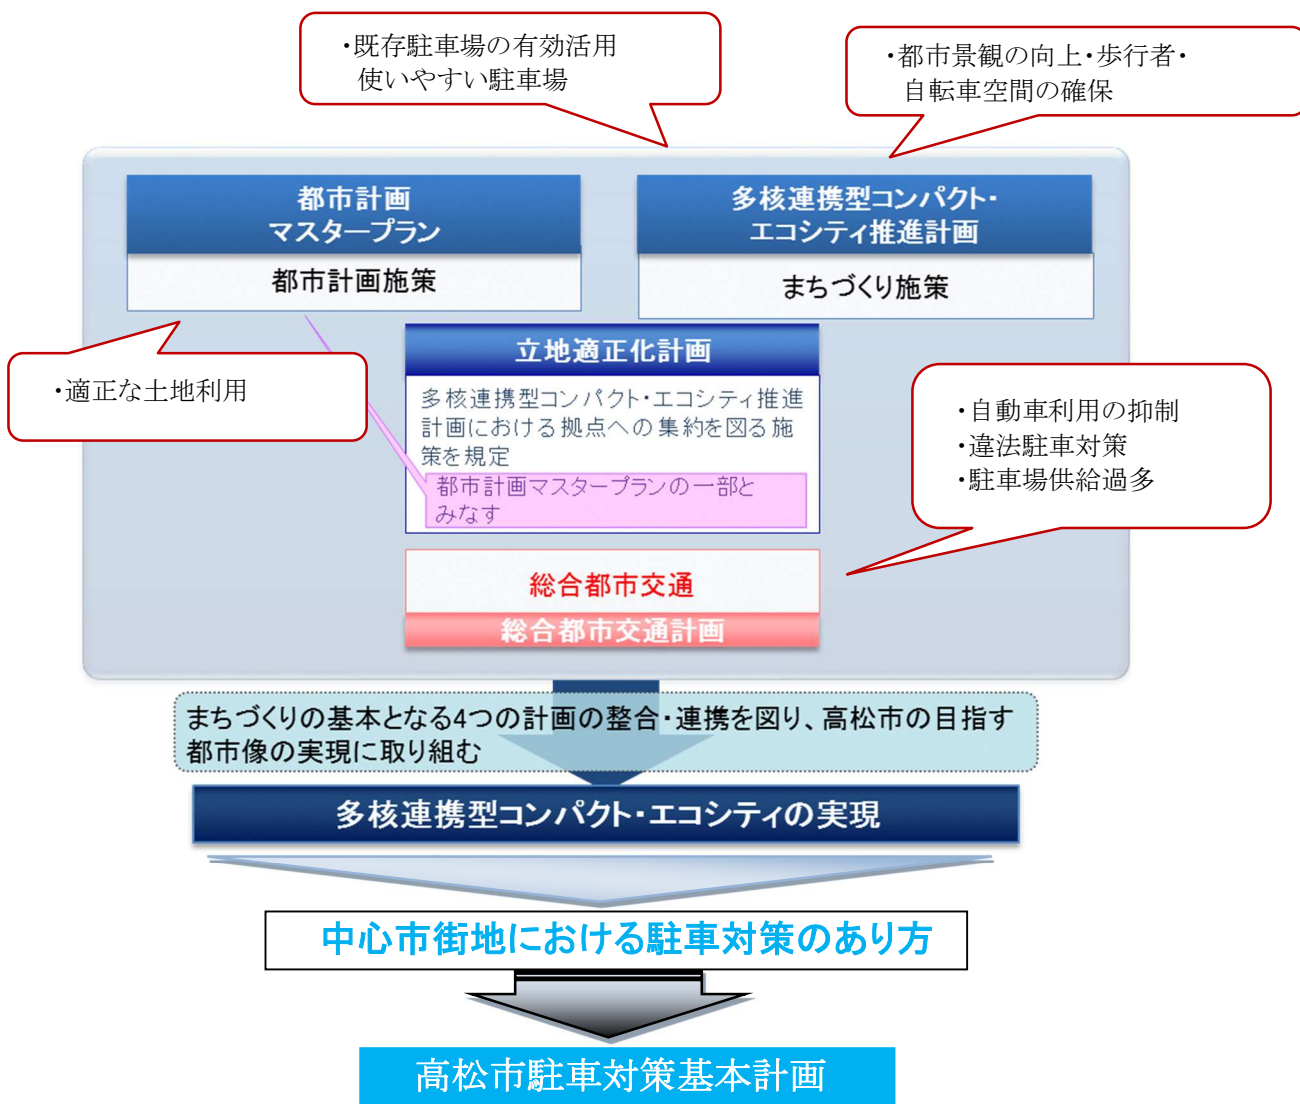 ・既存駐車場の有効活用
使いやすい駐車場
・都市景観の向上・歩行者・
自転車空間の確保
都市計画
マスタープラン
都市計画施策
多核連携型コンパクト・
エコシティ推進計画
まちづくり施策
・適正な土地利用
立地適正化計画
多核連携型コンパクト・エコシティ推進
計画における拠点への集約を図る施
策を規定
都市計画マスタープランの一部と
みなす
・自動車利用の抑制
・違法駐車対策
・駐車場供給過多
総合都市交通
総合都市交通計画
まちづくりの基本となる4つの計画の整合・連携を図り、高松市の目指す
都市像の実現に取り組む
多核連携型コンパクト・エコシティの実現
中心市街地における駐車対策のあり方
高松市駐車対策基本計画